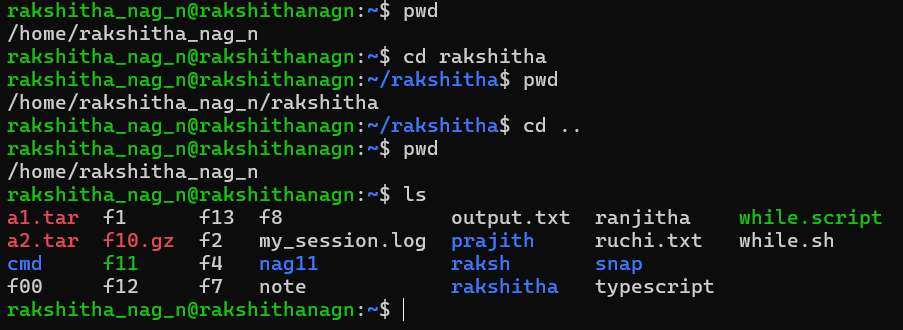 rakshitha_nag_n@rakshithanagn:~$ pwd
/home/rakshitha_nag_n
rakshitha_nag_n@rakshithanagn:~$ cd rakshitha
rakshitha_nag_n@rakshithanagn:~/rakshitha$ pwd
/home/rakshitha_nag_n/rakshitha
rakshitha_nag_n@rakshithanagn:~/rakshitha$ cd ..
rakshitha_nag_n@rakshithanagn:~$ pwd
/home/rakshitha_nag_n
rakshitha_nag_n@rakshithanagn:~$ ls
a1.tar  f1      f13  f8              output.txt  ranjitha    while.script
a2.tar  f10.gz  f2   my_session.log  prajith     ruchi.txt   while.sh
cmd     f11     f4   nag11           raksh       snap
f00     f12     f7   note            rakshitha   typescript
rakshitha_nag_n@rakshithanagn:~$